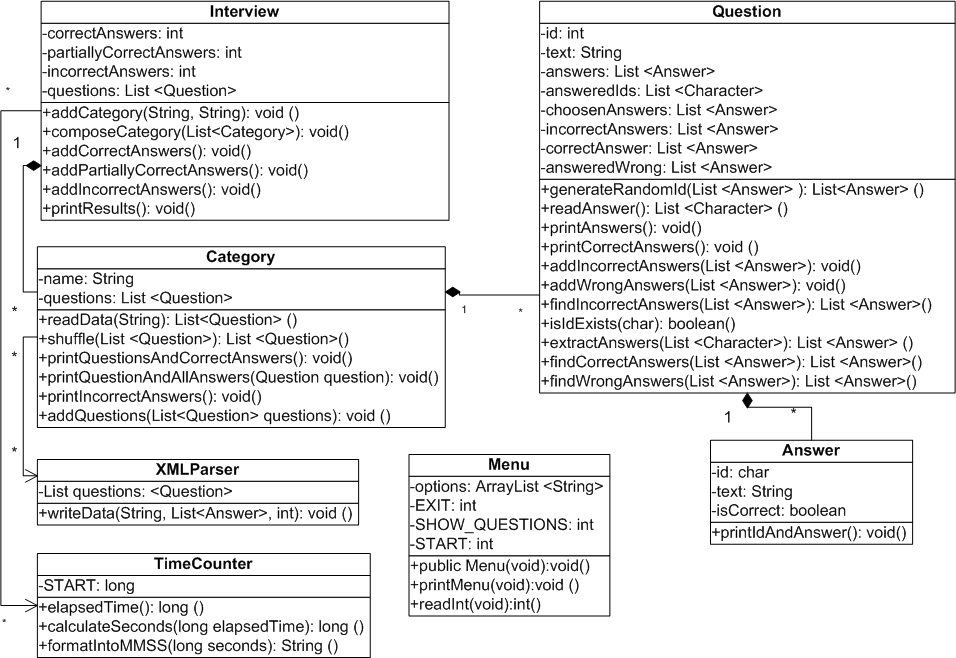 Interview
-correctAnswers: int
-partiallyCorrectAnswers: int
-incorrectAnswers: int
-questions: List <Question>
+addCategory(String, String): void ()
+composeCategory(List<Category>): void()
+addCorrectAnswers(): void()
+addPartiallyCorrectAnswers(): void()
+addIncorrectAnswers(): void()
+printResults(): void()
*
1
Category
-name: String
-questions: List <Question>
+readData(String): List<Question> ()
+shuffle(List <Question>): List <Question>()
+printQuestionsAndCorrectAnswers(): void()
+printQuestionAndAllAnswers(Question question): void()
+printIncorrectAnswers(): void()
+addQuestions(List<Question> questions): void ()
*
*
*
1
*
Question
-id: int
-text: String
-answers: List <Answer>
-answeredIds: List <Character>
-choosenAnswers: List <Answer>
-incorrectAnswers: List <Answer>
-correctAnswer: List <Answer>
-answeredWrong: List <Answer>
+generateRandomId(List <Answer> ): List<Answer> ()
+readAnswer(): List <Character> ()
+printAnswers(): void()
+printCorrectAnswers(): void ()
+addIncorrectAnswers(List <Answer>): void()
+addWrongAnswers(List <Answer>): void()
+findIncorrectAnswers(List <Answer>): List <Answer>()
+isIdExists(char): boolean()
+extractAnswers(List <Character>): List <Answer> ()
+findCorrectAnswers(List <Answer>): List <Answer>()
+findWrongAnswers(List <Answer>): List <Answer>()
1
*
XMLParser
-List questions: <Question>
+writeData(String, List<Answer>, int): void ()
Menu
-options: ArrayList <String>
-EXIT: int
-SHOW_QUESTIONS: int
-START: int
+public Menu(void):void()
+printMenu(void):void ()
+readInt(void):int()
Answer
-id: char
-text: String
-isCorrect: boolean
+printIdAndAnswer(): void()
TimeCounter
-START: long
+elapsedTime(): long ()
+calculateSeconds(long elapsedTime): long ()
+formatIntoMMSS(long seconds): String ()
*